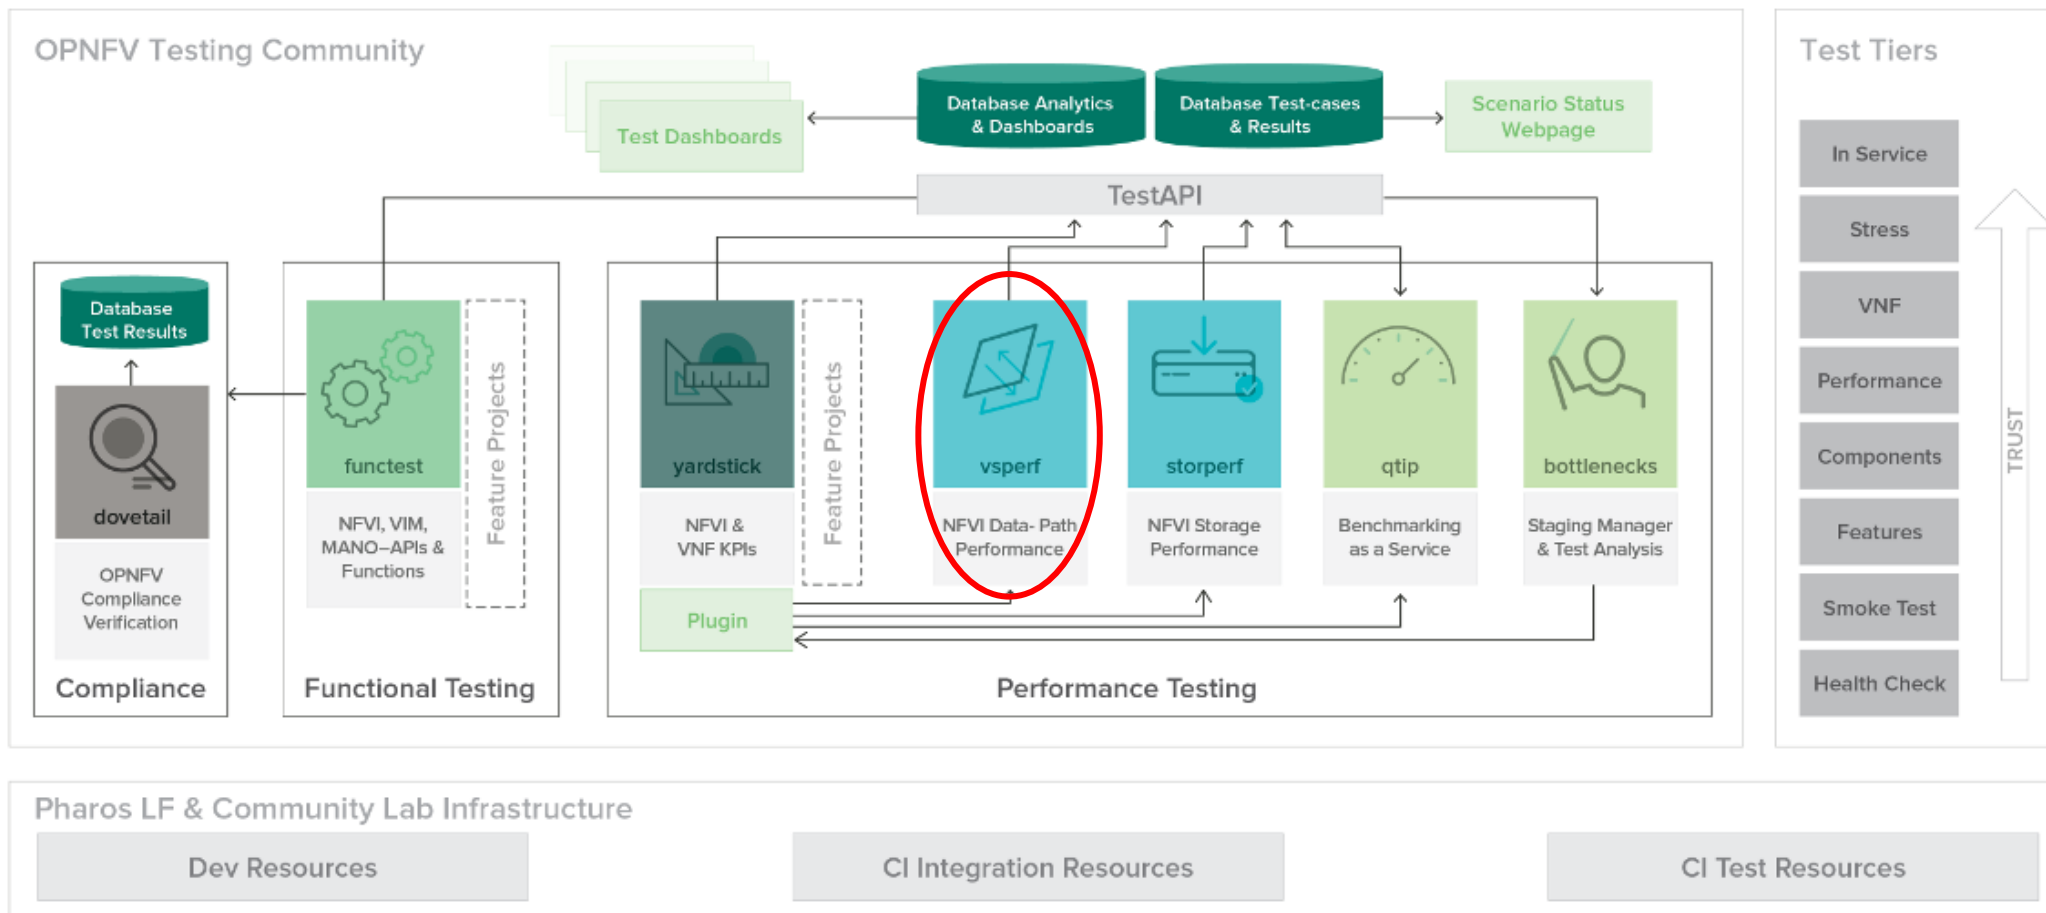 OPNFV Testing Community
Test Dashboards
Database Analytics
& Dashboards
Database Test-cases
& Results
Scenario Status
Webpage
TestAPI
Database
Test Results
dovetail
OPNFV
Compliance
Verification
Compliance
functest
NFVI, VIM,
MANO–APIs &
Functions
Feature Projects
Functional Testing
yardstick
NFVI &
VNF KPIs
Plugin
Feature Projects
vsperf
NFVI Data- Path
Performance
storperf
NFVI Storage
Performance
qtip
Benchmarking
as a Service
bottlenecks
Staging Manager
& Test Analysis
Performance Testing
Test Tiers
In Service
Stress
VNF
Performance
Components
Features
Smoke Test
Health Check
TRUST
Pharos LF & Community Lab Infrastructure
Dev Resources
CI Integration Resources
CI Test Resources